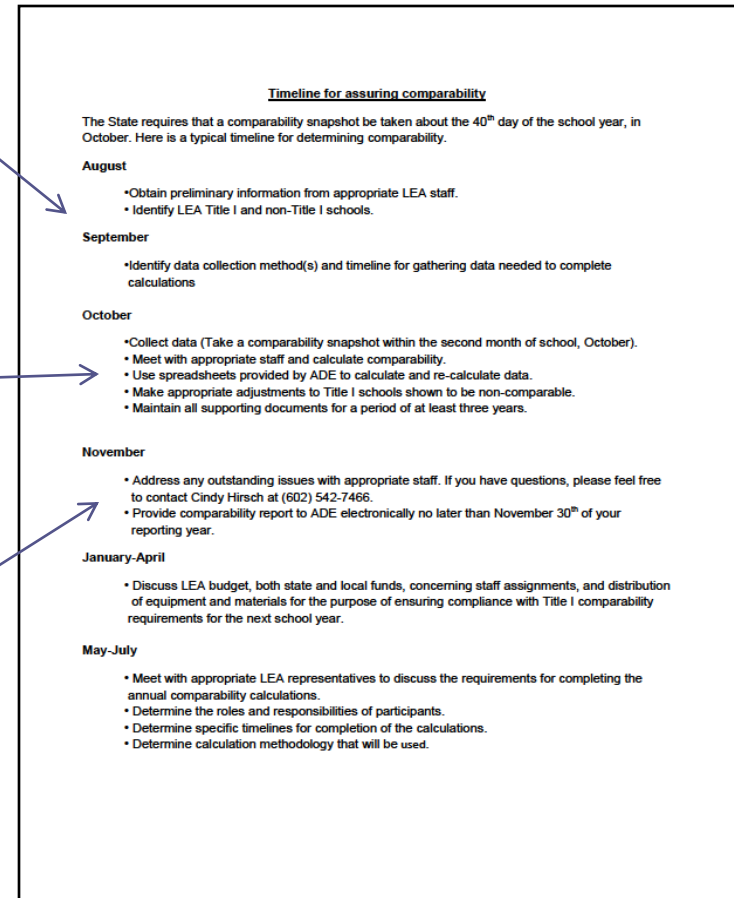 Timeline for assuring comparability
The State requires that a comparability snapshot be taken about the 40th day of the school year, in
October. Here is a typical timeline for determining comparability.
August
•Obtain preliminary information from appropriate LEA staff.
• Identify LEA Title I and non-Title I schools.
September
•Identify data collection method(s) and timeline for gathering data needed to complete
calculations
October
•Collect data (Take a comparability snapshot within the second month of school, October).
• Meet with appropriate staff and calculate comparability.
• Use spreadsheets provided by ADE to calculate and re-calculate data.
• Make appropriate adjustments to Title I schools shown to be non-comparable.
• Maintain all supporting documents for a period of at least three years.
November
• Address any outstanding issues with appropriate staff. If you have questions, please feel free
to contact Cindy Hirsch at (602) 542-7466.
• Provide comparability report to ADE electronically no later than November 30th of your
reporting year.
January-April
• Discuss LEA budget, both state and local funds, concerning staff assignments, and distribution
of equipment and materials for the purpose of ensuring compliance with Title I comparability
requirements for the next school year.
May-July
• Meet with appropriate LEA representatives to discuss the requirements for completing the
annual comparability calculations.
• Determine the roles and responsibilities of participants.
• Determine specific timelines for completion of the calculations.
• Determine calculation methodology that will be used.